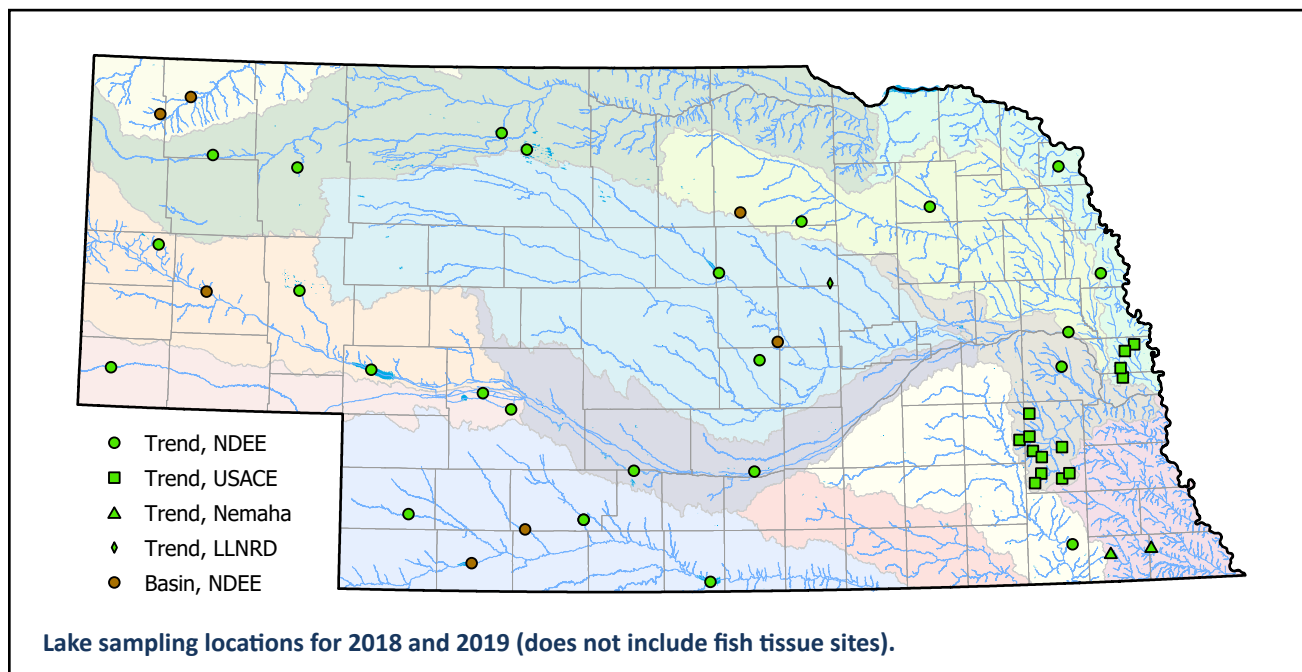 Trend, NDEE
Trend, USACE
Trend, Nemaha
Trend, LLNRD
Basin, NDEE
Lake sampling locations for 2018 and 2019 (does not include fish tissue sites).